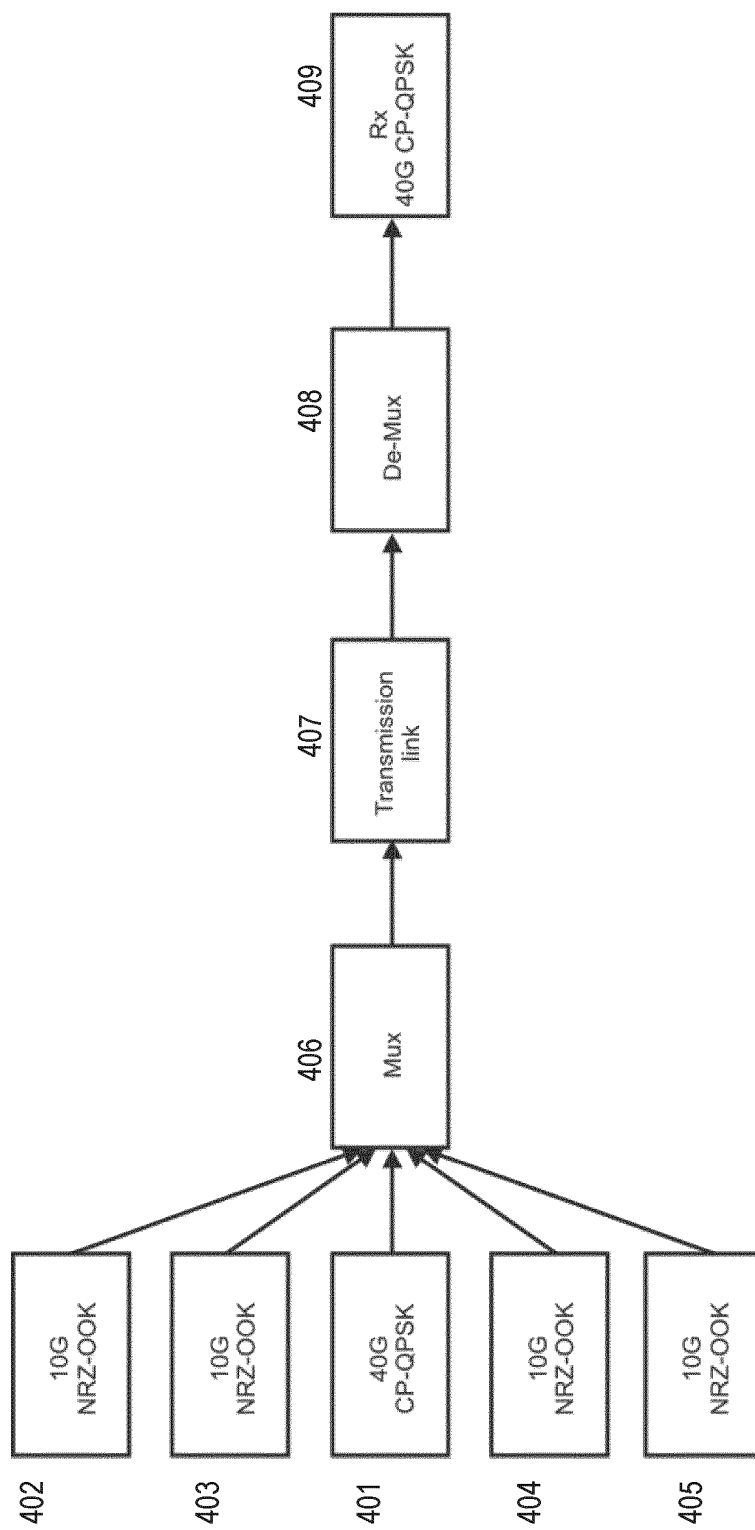 402
10G
NRZ-OOK
403
10G
NRZ-OOK
401
40G
CP-QPSK
404
10G
NRZ-OOK
405
10G
NRZ-OOK
406
Mux
407
Transmission
link
408
De-Mux
409
Rx
40G CP-QPSK